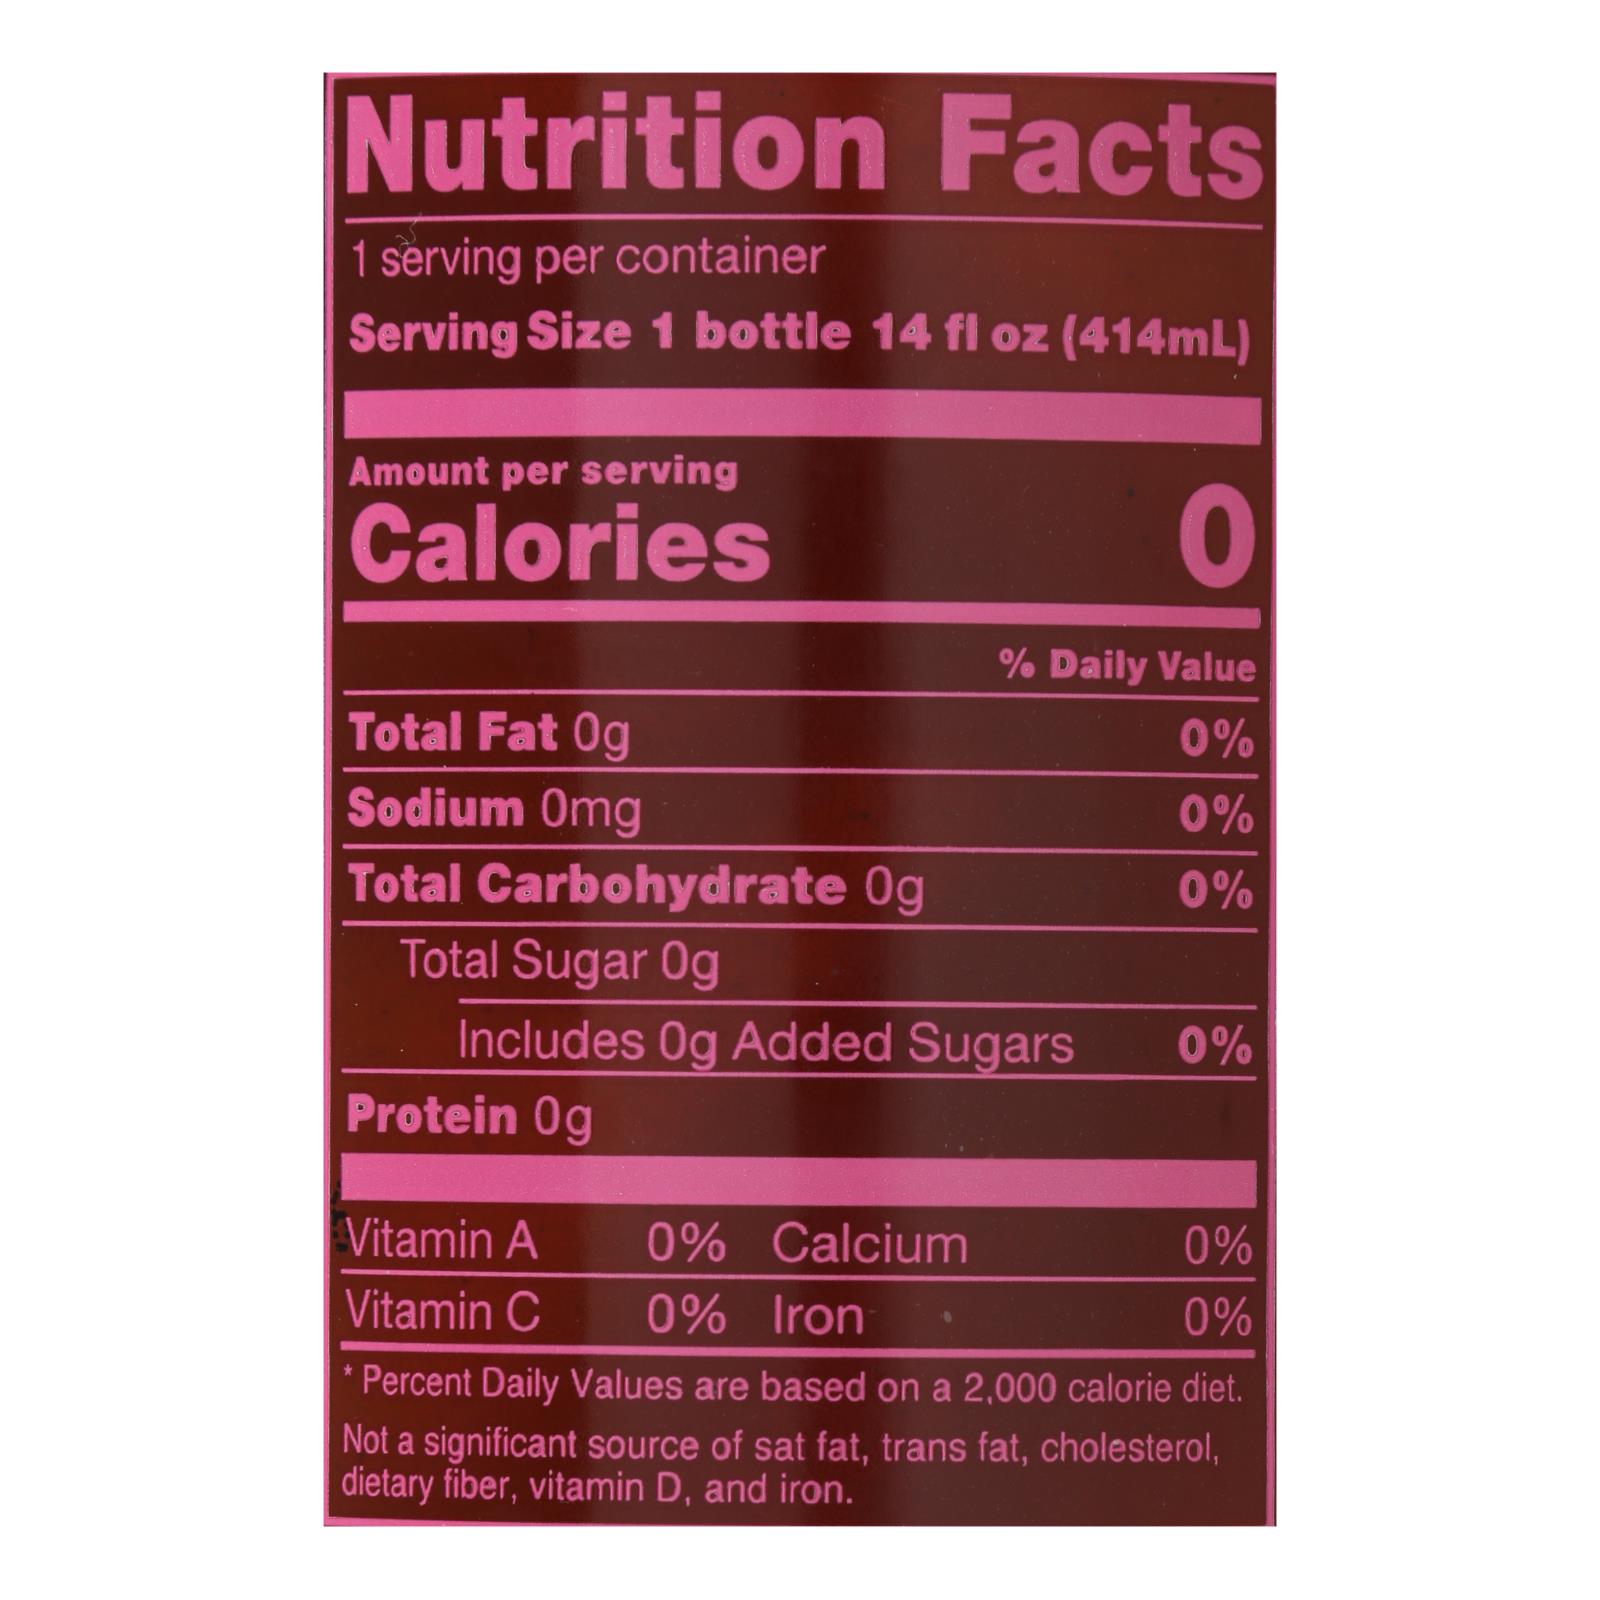 Nutrition Facts
1 serving per container
Serving Size 1 bottle 14 fl oz (414mL)
Amount per serving
Calories 0
% Daily Value
Total Fat 0g 0%
Sodium 0mg 0%
Total Carbohydrate 0g 0%
Total Sugar 0g
Includes 0g Added Sugars 0%
Protein 0g
Vitamin A 0% Calcium 0%
Vitamin C 0% Iron 0%
* Percent Daily Values are based on a 2,000 calorie diet.
Not a significant source of sat fat, trans fat, cholesterol,
dietary fiber, vitamin D, and iron.